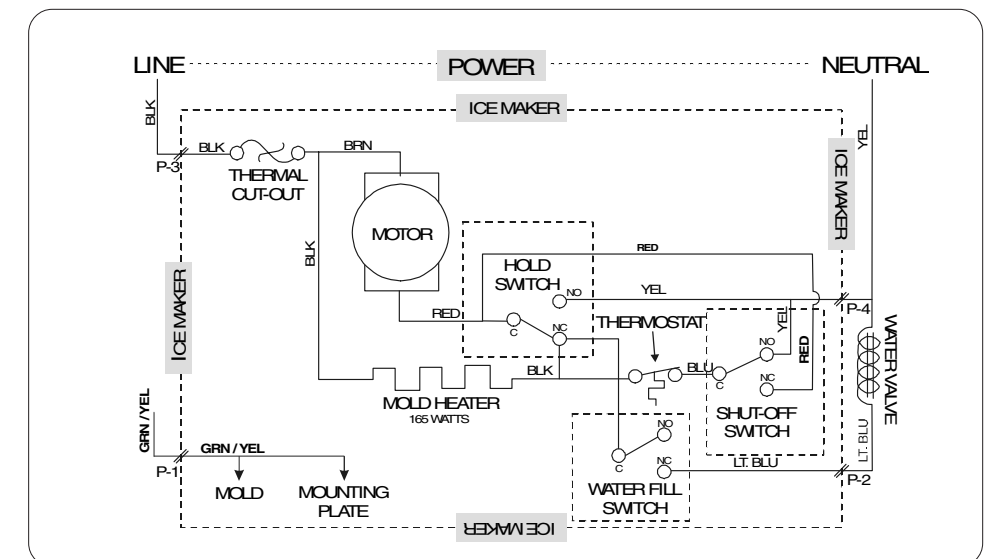 LINE POWER NEUTRAL
ICE MAKER
BLK
YEL
BLK
BRN
P-3
THERMAL
CUT-OUT
ICE MAKER
MOTOR
BLK
RED
HOLD
SWITCH
ICE MAKER
NO
YEL
P-4
RED
C
NC
THERMOSTAT
YEL
RED
NO
WATER VALVE
BLK
BLU
C
NC
MOLD HEATER
165 WATTS
SHUT-OFF
SWITCH
GRN/YEL
GRN/YEL
NO
LT. BLU
P-1
C
NC
LT. BLU
P-2
MOLD
MOUNTING
PLATE
WATER FILL
SWITCH
ICE MAKER